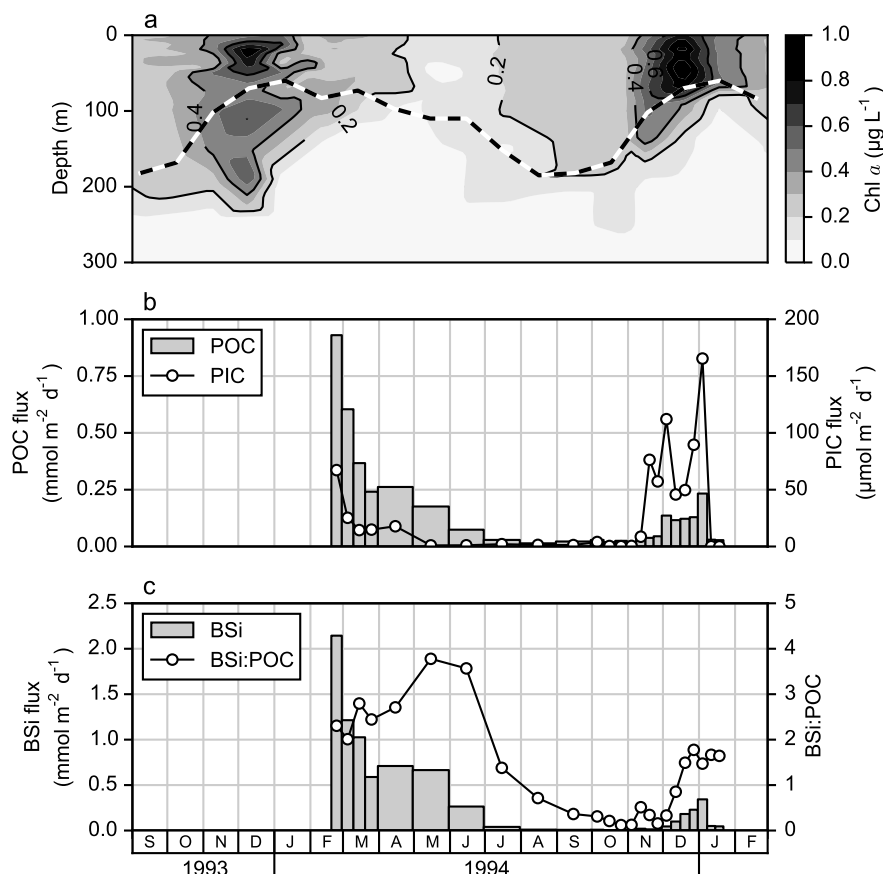 a
0
100
200
300
Depth (m)
0.4
0.2
0.2
0.4
0.6
1.0
0.8
0.6
0.4
0.2
0.0
Chl a (µg L-1)
b
1.00
0.75
0.50
0.25
0.00
POC flux
(mmol m-2 d-1)
POC
PIC
200
150
100
50
0
PIC flux
(µmol m-2 d-1)
c
2.5
2.0
1.5
1.0
0.5
0.0
BSi flux
(mmol m-2 d-1)
BSi
BSi:POC
5
4
3
2
1
0
BSi:POC
S O N D J F M A M J J A S O N D J F
1993 1994